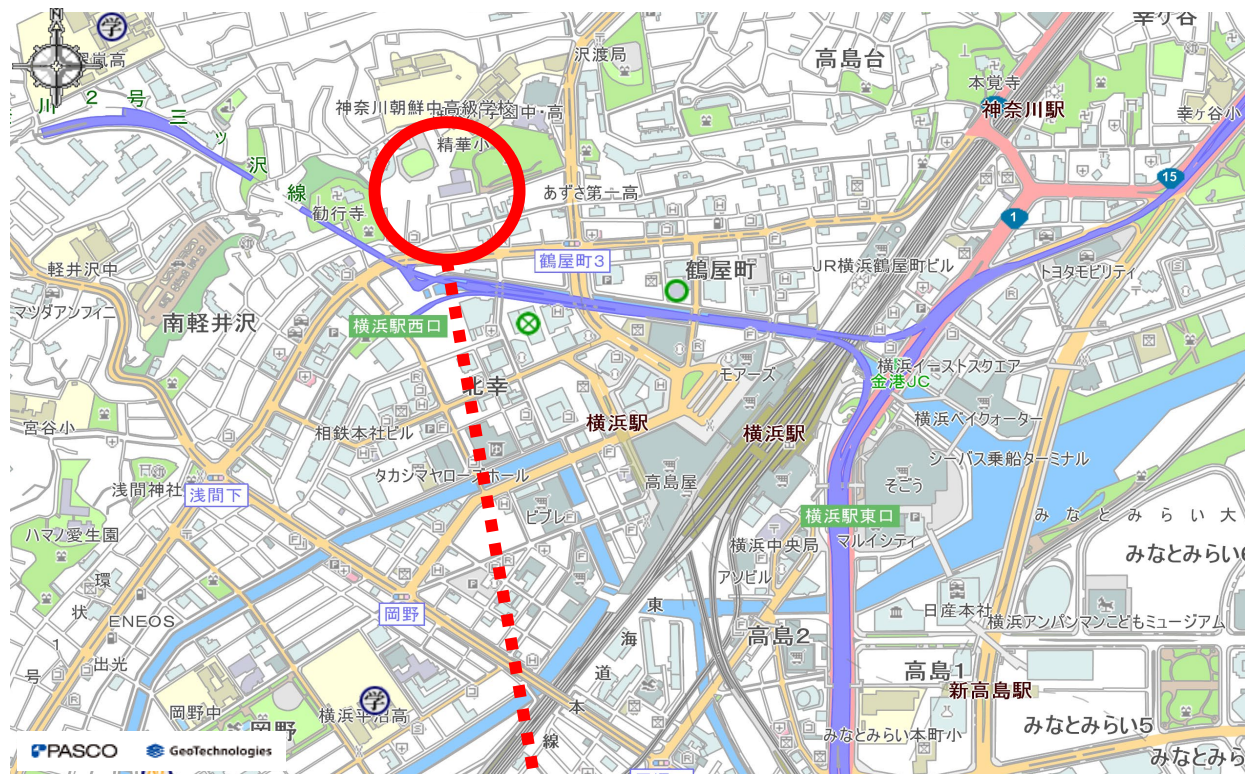 N
学
翠嵐高
川2号三ツ沢線
沢渡局
高島台
幸ケ谷
本覚寺
神奈川駅
幸ヶ谷小
神奈川朝鮮中高級学校
精華小
あずさ第一高
勧行寺
15
1
鶴屋町3
鶴屋町
JR横浜鶴屋町ビル
トヨタモビリティ
軽井沢中
マツダアンフィニ
南軽井沢
横浜駅西口
横浜イーストスクエア
金港JC
モアーズ
北幸
宮谷小
相鉄本社ビル
横浜駅
横浜駅
横浜ベイクォーター
シーバス乗船ターミナル
浅間神社
浅間下
タカシマヤローズホール
高島屋
そごう
ビブレ
横浜駅東口
みなとみらい大
ハマノ愛生園
横浜中央局
マルイシティ
みなとみらい6
アソビル
環状1号
ENEOS
出光
岡野
東海道本線
高島2
日産本社
横浜アンパンマンこどもミュージアム
高島1
新高島駅
学
岡野中
岡野
横浜平沼高
みなとみらい本町小
みなとみらい5
みなとみら
PASCO
GeoTechnologies